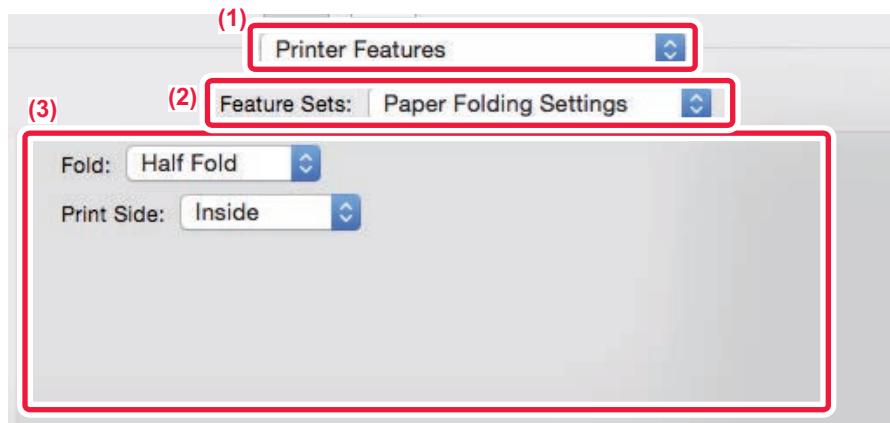 (1)
Printer Features
(2) Feature Sets: Paper Folding Settings
(3)
Fold: Half Fold
Print Side: Inside